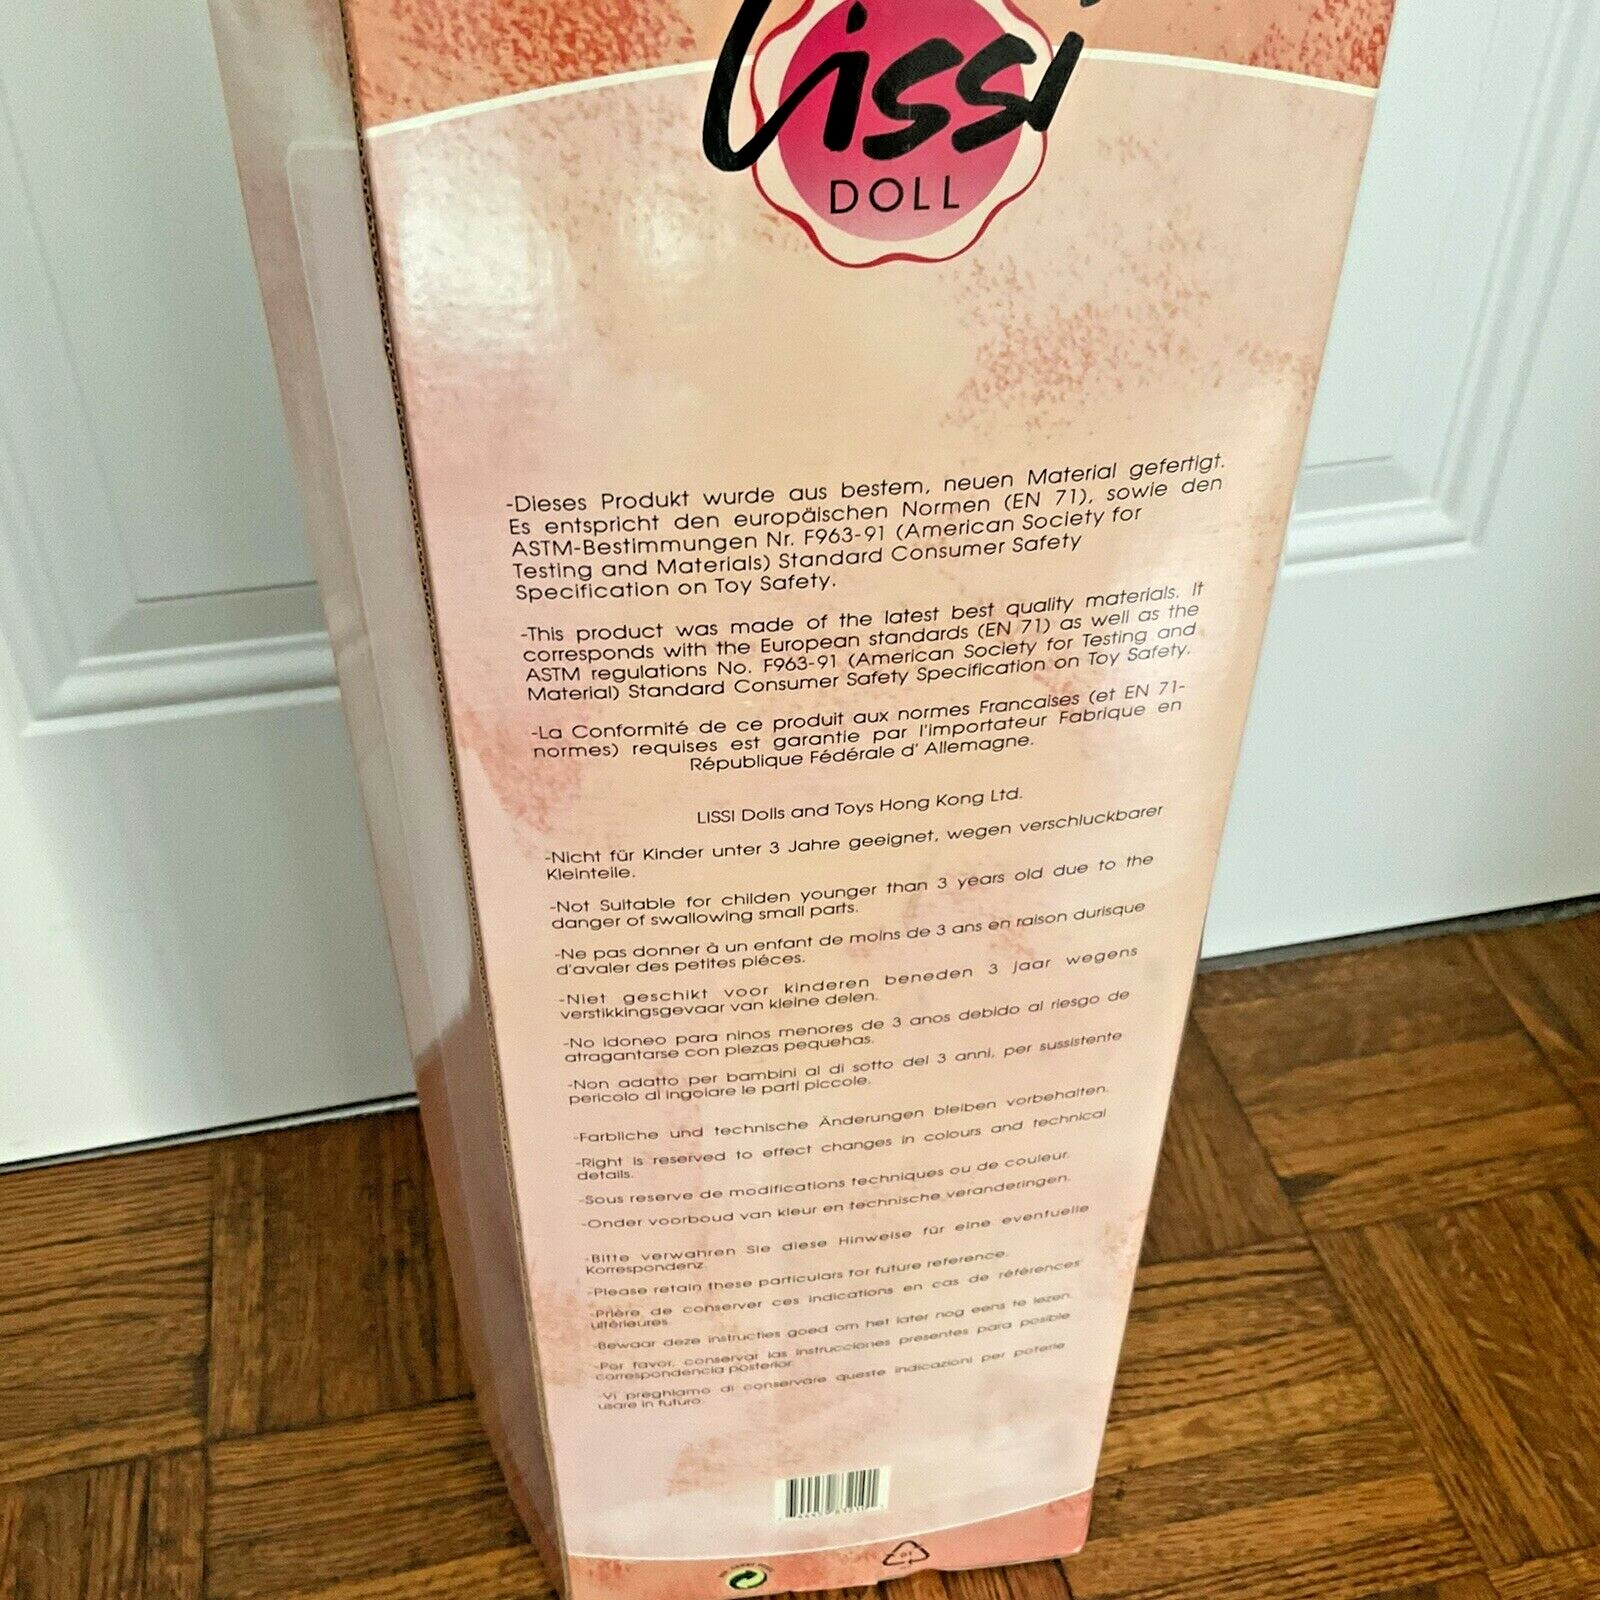 Lissi
DOLL
-Dieses Produkt wurde aus bestem, neuen Material gefertigt.
Es entspricht den europäischen Normen (EN 71), sowie den
ASTM-Bestimmungen Nr. F963-91 (American Society for
Testing and Materials) Standard Consumer Safety
Specification on Toy Safety.
-This product was made of the latest best quality materials. It
corresponds with the European standards (EN 71) as well as the
ASTM regulations No. F963-91 (American Society for Testing and
Material) Standard Consumer Safety Specification on Toy Safety.
-La Conformité de ce produit aux normes Francaises (et EN 71-
normes) requises est garantie par l'importateur Fabrique en
République Fédérale d' Allemagne.
LISSI Dolls and Toys Hong Kong Ltd.
-Nicht für Kinder unter 3 Jahre geeignet, wegen verschluckbarer
Kleinteile.
-Not Suitable for childen younger than 3 years old due to the
danger of swallowing small parts.
-Ne pas donner à un enfant de moins de 3 ans en raison durisque
d'avaler des petites piéces.
-Niet geschikt voor kinderen beneden 3 jaar wegens
verstikkingsgevaar van kleine delen.
-No idoneo para ninos menores de 3 anos debido al riesgo de
atragantarse con piezas pequehas.
-Non adatto per bambini al di sotto del 3 anni, per sussistente
pericolo di ingoiare le parti piccole.
-Farbliche und technische Änderungen bleiben vorbehalten.
-Right is reserved to effect changes in colours and technical
details.
-Sous reserve de modifications techniques ou de couleur.
-Onder voorboud van kleur en technische veranderingen.
-Bitte verwahren Sie diese Hinweise für eine eventuelle
Korrespondenz.
-Please retain these particulars for future reference.
-Prière de conserver ces indications en cas de références
ultérieures.
-Bewaar deze instructies goed om het later nog eens te lezen.
-Por favor, conservar las instrucciones presentes para posible
correspondencia posterior.
-Vi preghiamo di conservare queste indicazioni per poterle
usare in futuro.